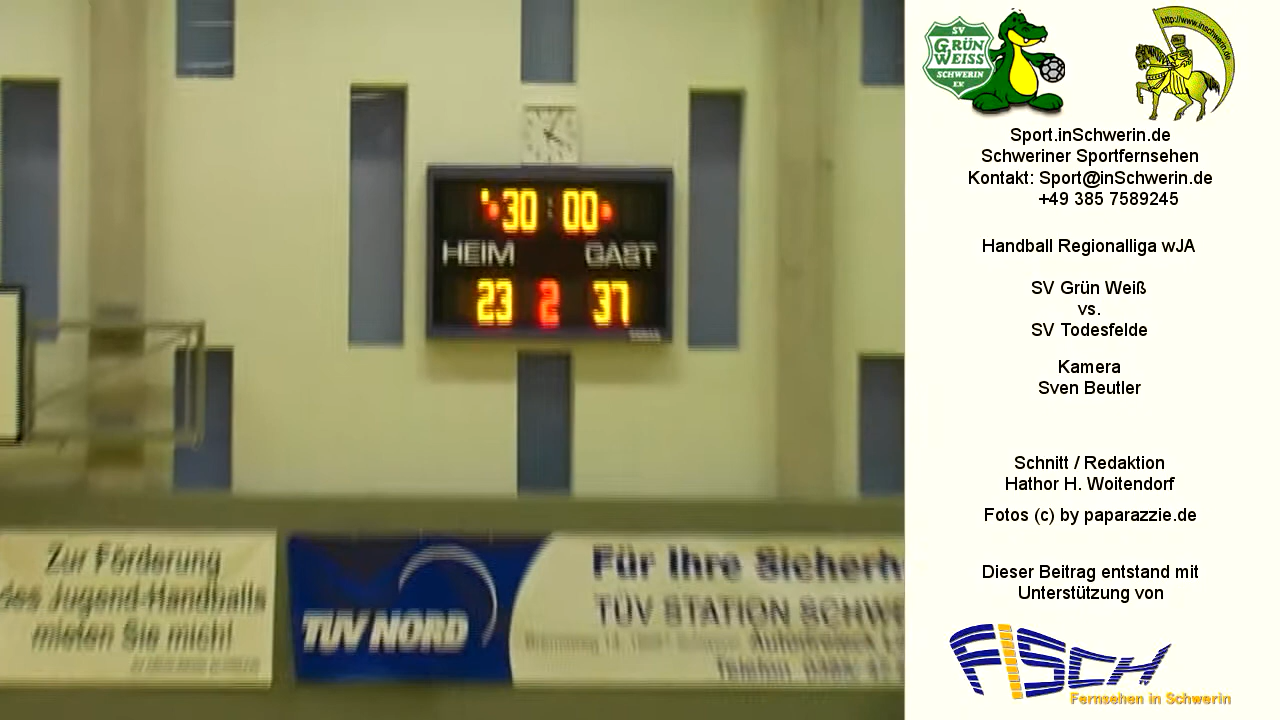 30:00
HEIM GAST
23 2 37
Zur Förderung
des Jugend-Handballs
mieten Sie mich!
TÜV NORD
Für Ihre Sicherh
TÜV STATION SCHWE
Telefon
SV
GRÜN
WEISS
SCHWERIN
E.V.
http://www.inschwerin.de
Sport.inSchwerin.de
Schweriner Sportfernsehen
Kontakt: Sport@inSchwerin.de
+49 385 7589245
Handball Regionalliga wJA
SV Grün Weiß
vs.
SV Todesfelde
Kamera
Sven Beutler
Schnitt / Redaktion
Hathor H. Woitendorf
Fotos (c) by paparazzie.de
Dieser Beitrag entstand mit
Unterstützung von
FISCH TV
Fernsehen in Schwerin